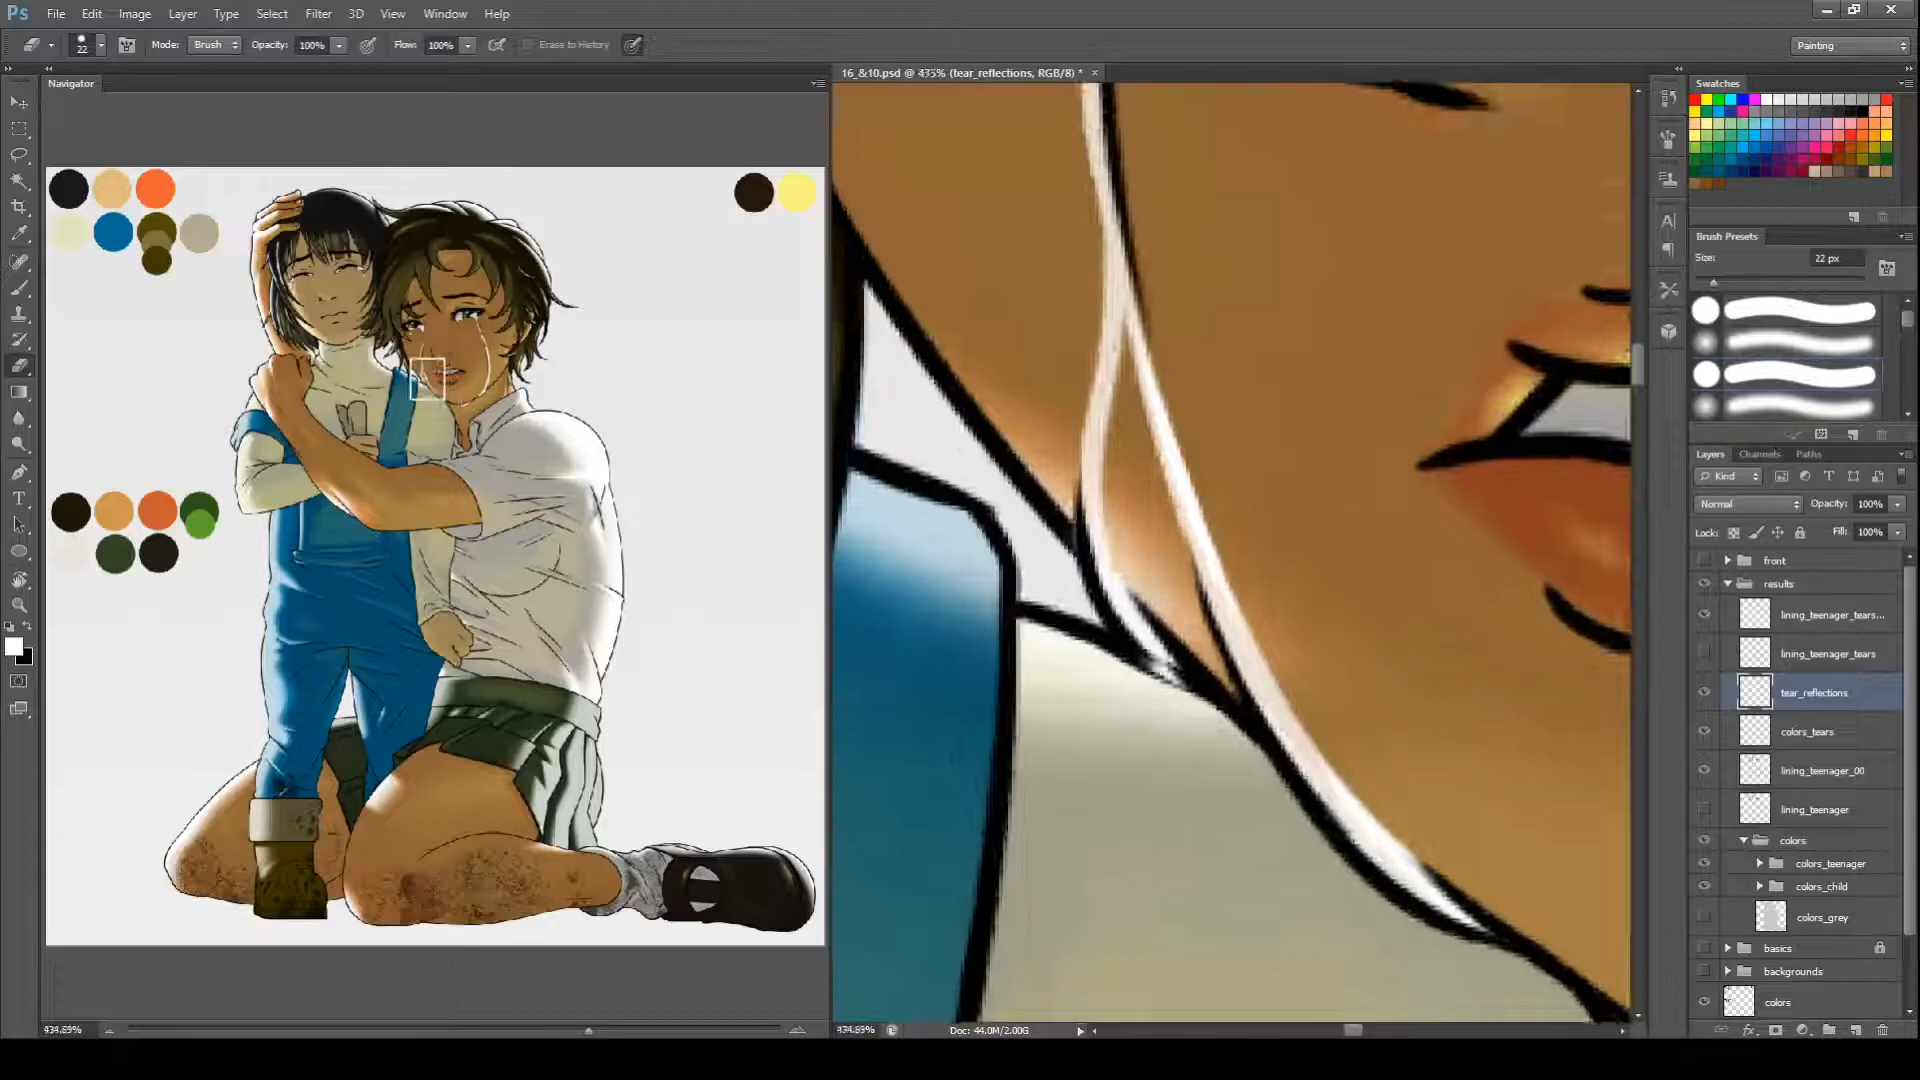 Ps File Edit Image Layer Type Select Filter 3D View Window Help
22 Mode: Brush Opacity: 100% Flow: 100% Erase to History Painting
Navigator
16_&10.psd @ 435% (tear_reflections, RGB/8) *
Swatches
Brush Presets
Size: 22 px
Layers Channels Paths
Kind
Normal Opacity: 100%
Lock: Fill: 100%
front
results
lining_teenager_tears...
lining_teenager_tears
tear_reflections
colors_tears
lining_teenager_00
lining_teenager
colors
colors_teenager
colors_child
colors_grey
basics
backgrounds
colors
434.89% 434.89% Doc: 44.0M/2.00G